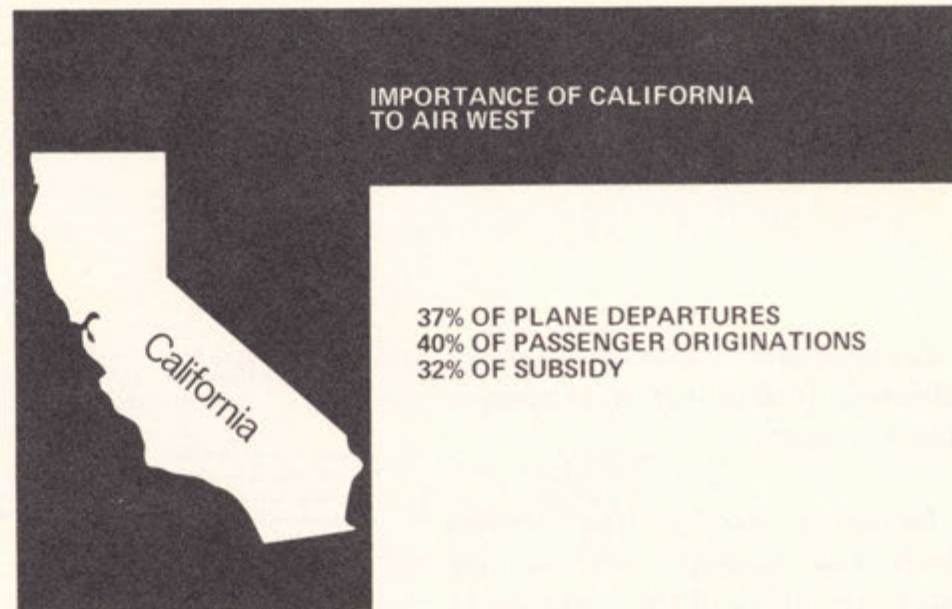 IMPORTANCE OF CALIFORNIA
TO AIR WEST
California
37% OF PLANE DEPARTURES
40% OF PASSENGER ORIGINATIONS
32% OF SUBSIDY